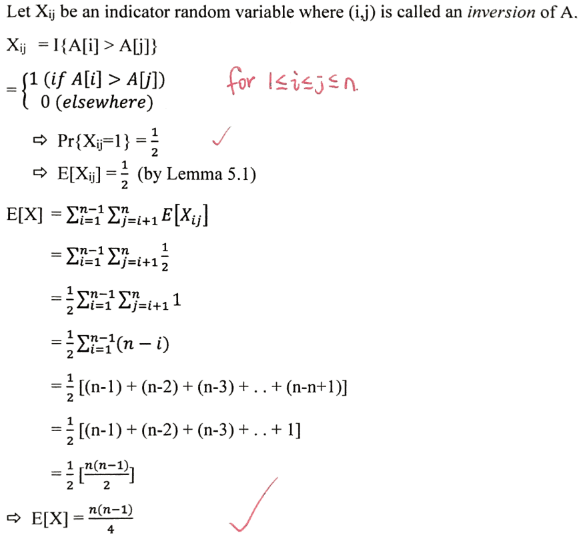 Let Xij be an indicator random variable where (i,j) is called an inversion of A.
Xij = I{A[i] > A[j]}
= {1 (if A[i] > A[j])
0 (elsewhere)
for 1≤i≤j≤n.
⇨ Pr{Xij=1} = 1/2 ✓
⇨ E[Xij] = 1/2 (by Lemma 5.1)
E[X] = ∑_{i=1}^{n−1} ∑_{j=i+1}^{n} E[X_{ij}]
= ∑_{i=1}^{n−1} ∑_{j=i+1}^{n} 1/2
= 1/2 ∑_{i=1}^{n−1} ∑_{j=i+1}^{n} 1
= 1/2 ∑_{i=1}^{n−1} (n − i)
= 1/2 [(n-1) + (n-2) + (n-3) + . . + (n-n+1)]
= 1/2 [(n-1) + (n-2) + (n-3) + . . + 1]
= 1/2 [n(n−1)/2]
⇨ E[X] = n(n−1)/4 ✓